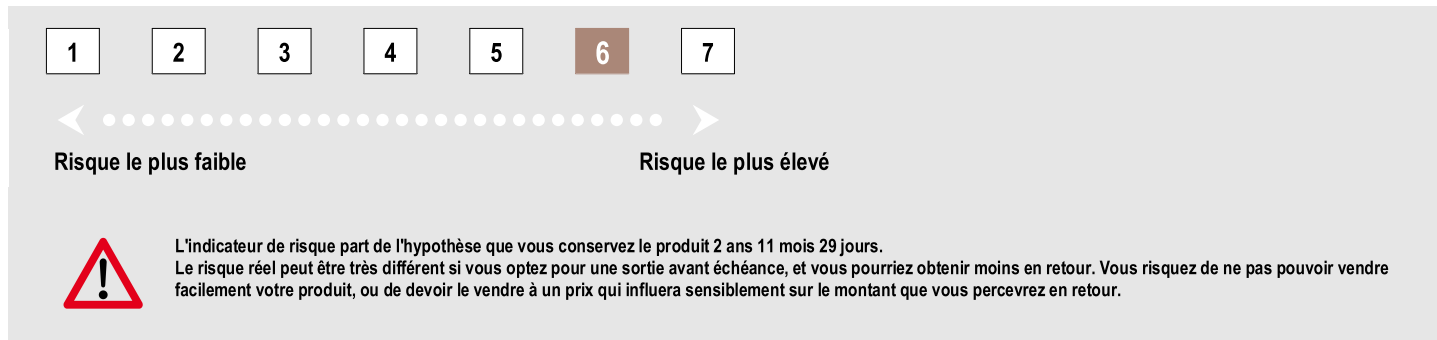 1 2 3 4 5 6 7
Risque le plus faible Risque le plus élevé
L'indicateur de risque part de l'hypothèse que vous conservez le produit 2 ans 11 mois 29 jours.
Le risque réel peut être très différent si vous optez pour une sortie avant échéance, et vous pourriez obtenir moins en retour. Vous risquez de ne pas pouvoir vendre
facilement votre produit, ou de devoir le vendre à un prix qui influera sensiblement sur le montant que vous percevrez en retour.